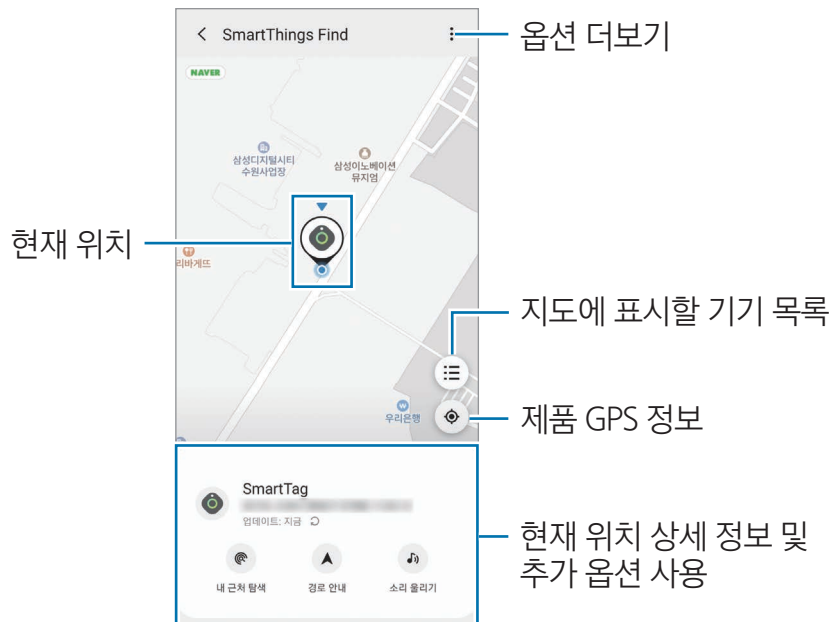 SmartThings Find
옵션 더보기
NAVER
삼성디지털시티
수원사업장
삼성이노베이션
뮤지엄
현재 위치
리바게뜨
지도에 표시할 기기 목록
우리은행
제품 GPS 정보
SmartTag
업데이트: 지금
현재 위치 상세 정보 및
추가 옵션 사용
내 근처 탐색
경로 안내
소리 울리기